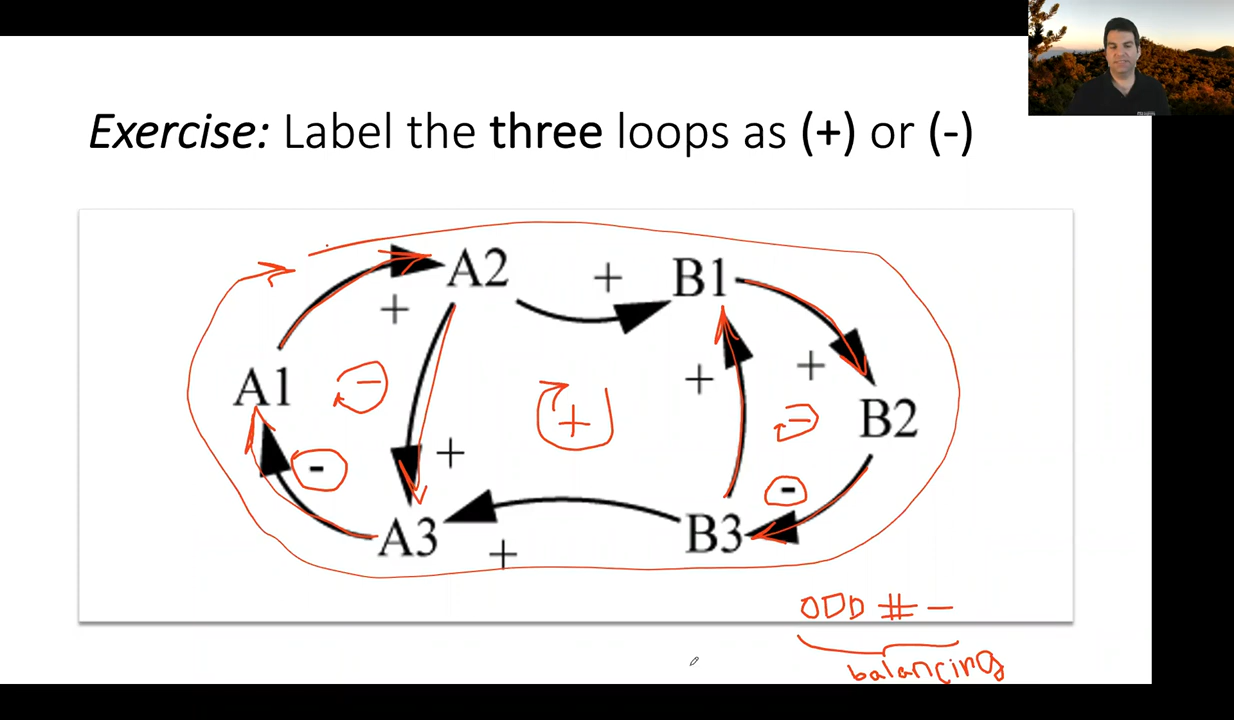 Exercise: Label the three loops as (+) or (-)
A2
+
B1
+
+
+
A1
-
+
B2
-
+
-
-
A3
B3
+
ODD # -
balancing